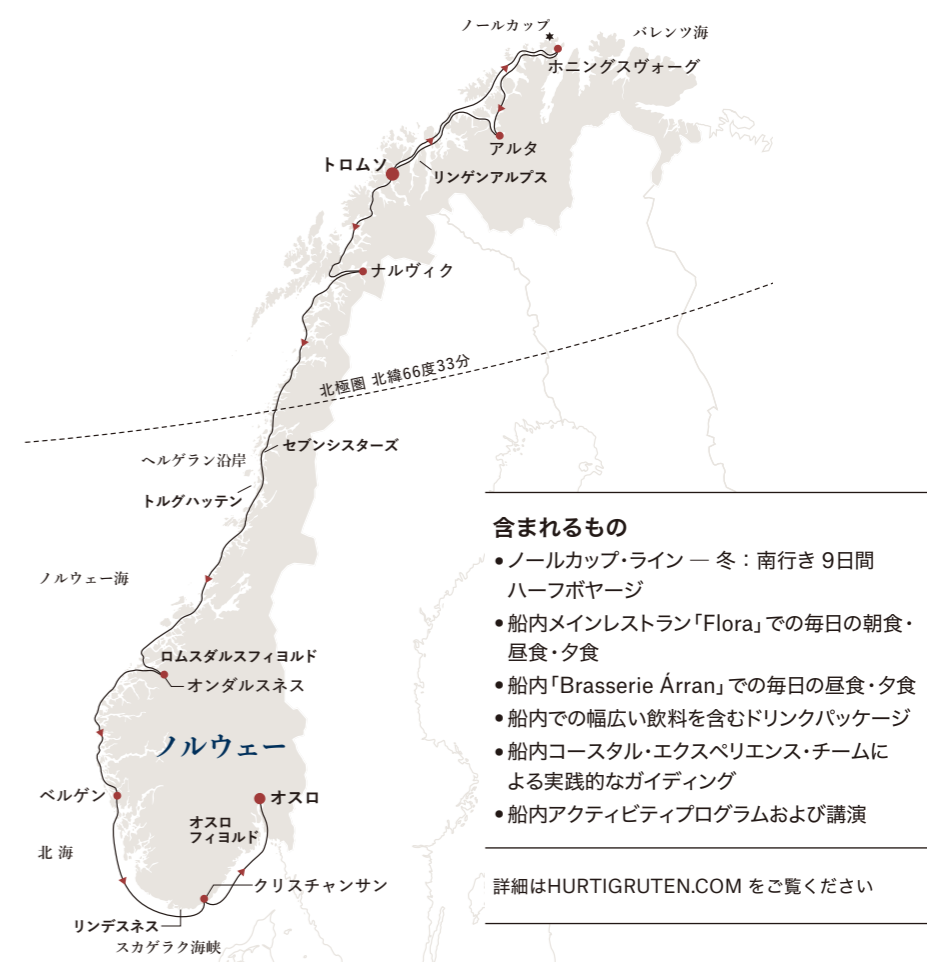 ノールカップ
バレンツ海
ホニングスヴォーグ
アルタ
トロムソ
リンゲンアルプス
ナルヴィク
北極圏 北緯66度33分
セブンシスターズ
ヘルゲラン沿岸
トルグハッテン
ノルウェー海
ロムスダルスフィヨルド
オンダルスネス
ノルウェー
ベルゲン
オスロ
オスロ
フィヨルド
北 海
クリスチャンサン
リンデスネス
スカゲラク海峡
含まれるもの
•ノールカップ・ライン — 冬：南行き 9日間
ハーフボヤージ
•船内メインレストラン「Flora」での毎日の朝食・
昼食・夕食
•船内「Brasserie Árran」での毎日の昼食・夕食
•船内での幅広い飲料を含むドリンクパッケージ
•船内コースタル・エクスペリエンス・チームに
よる実践的なガイディング
•船内アクティビティプログラムおよび講演
詳細はHURTIGRUTEN.COM をご覧ください